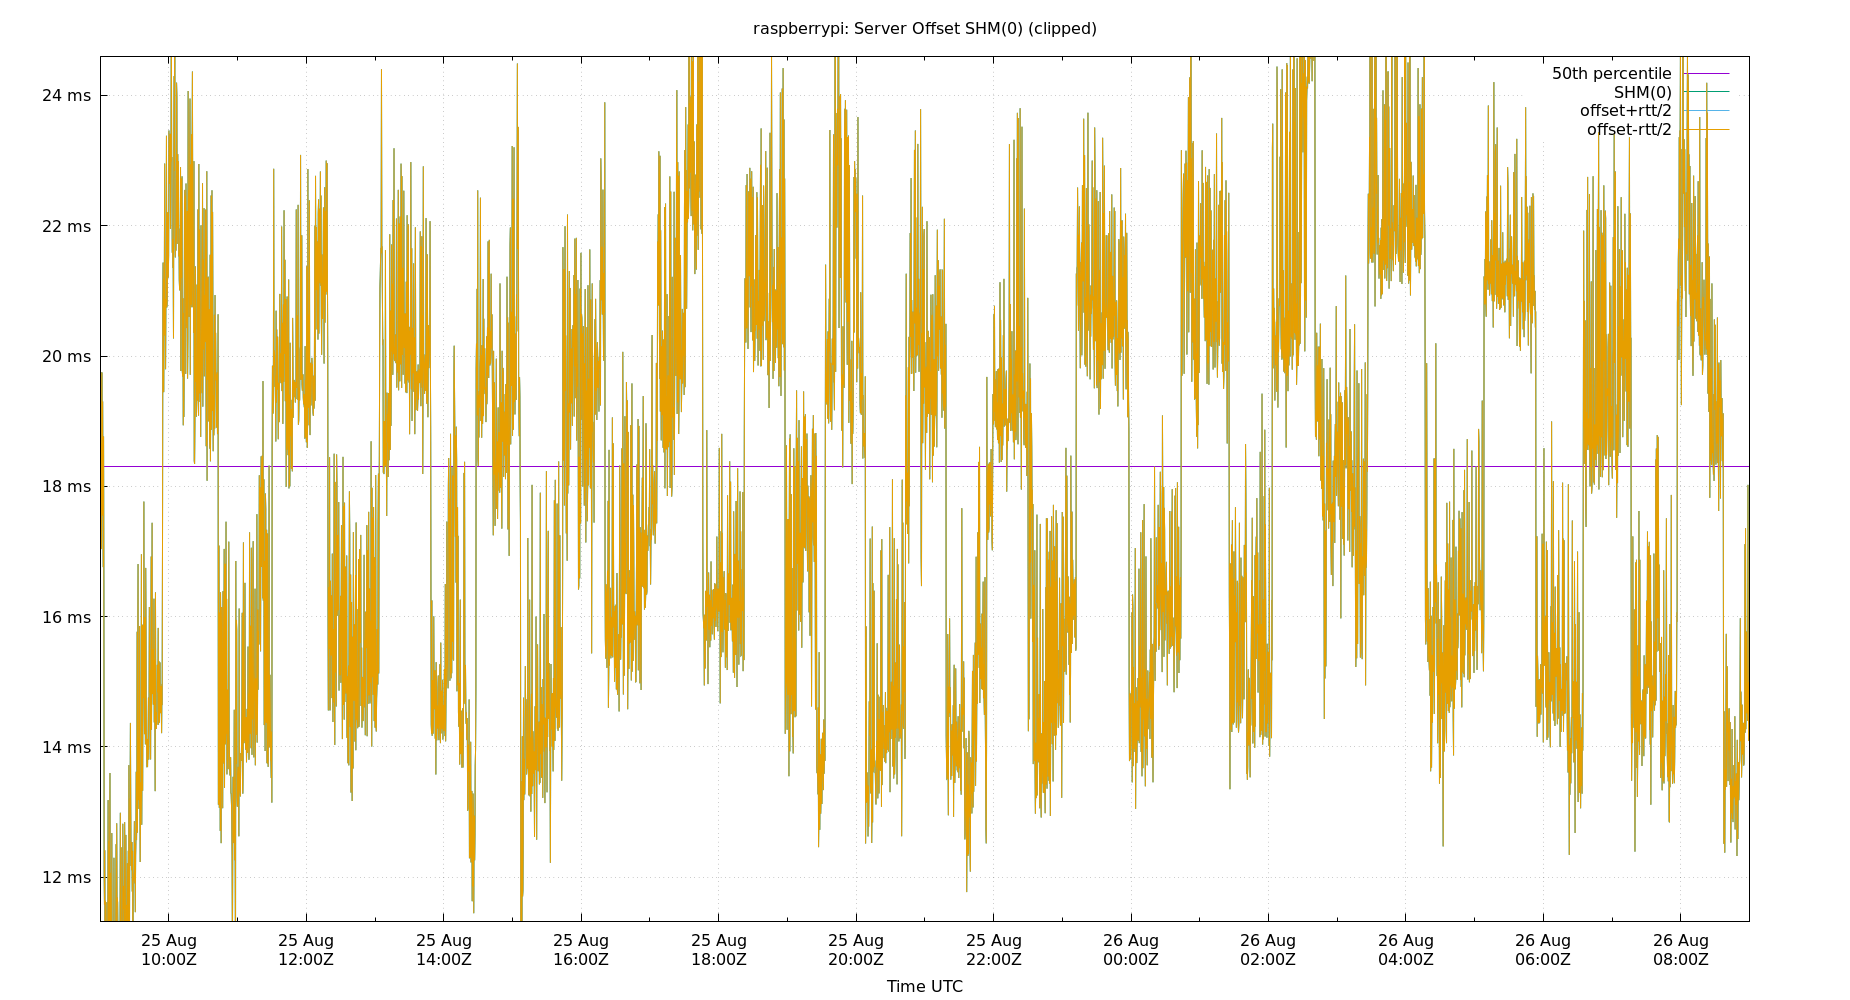 raspberrypi: Server Offset SHM(0) (clipped)
50th percentile
SHM(0)
offset+rtt/2
offset-rtt/2
24 ms
22 ms
20 ms
18 ms
16 ms
14 ms
12 ms
25 Aug 25 Aug 25 Aug 25 Aug 25 Aug 25 Aug 25 Aug 26 Aug 26 Aug 26 Aug 26 Aug 26 Aug
10:00Z 12:00Z 14:00Z 16:00Z 18:00Z 20:00Z 22:00Z 00:00Z 02:00Z 04:00Z 06:00Z 08:00Z
Time UTC